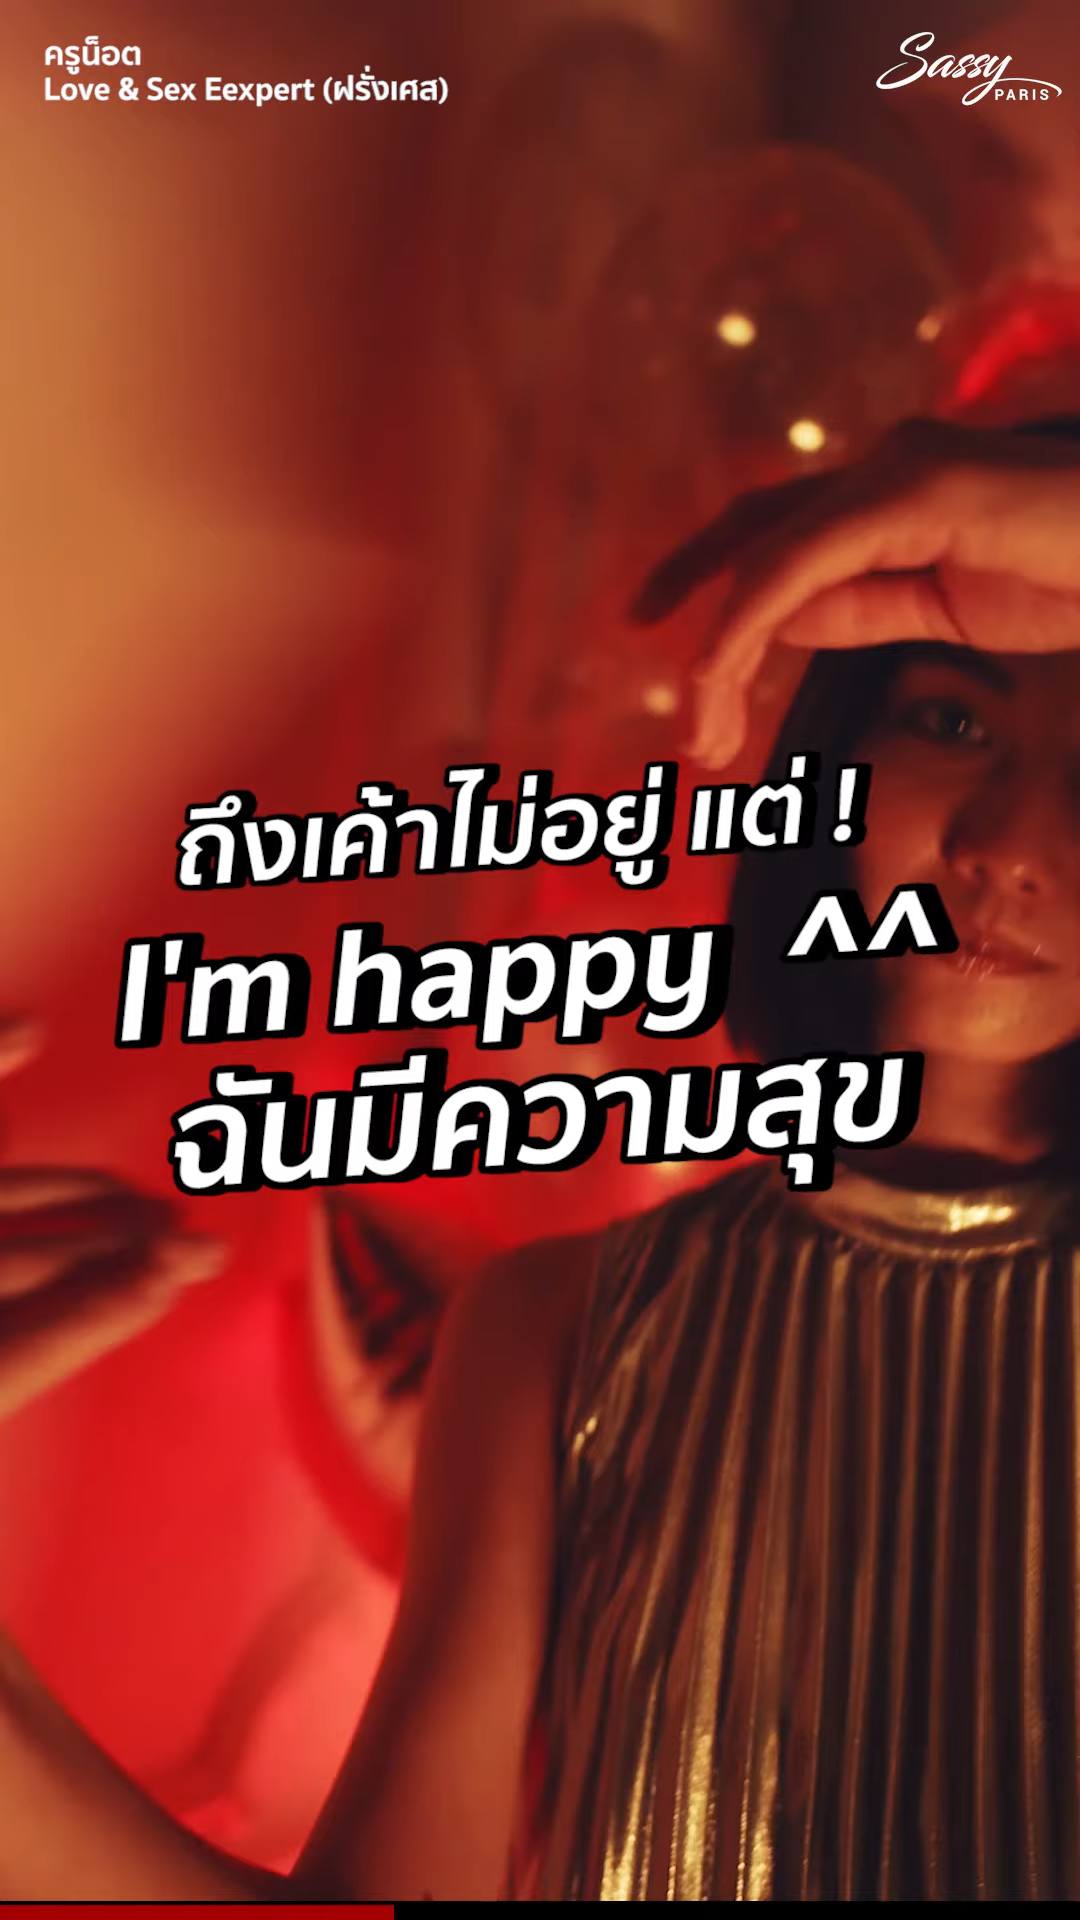 ครูน็อต
Love & Sex Eexpert (ฝรั่งเศส)
Sassy
PARIS
ถึงเค้าไม่อยู่ แต่ !
I'm happy ^^
ฉันมีความสุข